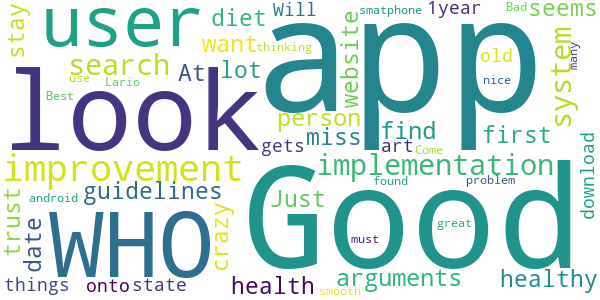 user diet Will 1year Bad seems
stay smatphone
app
want thinking
search At lot website old system many
look Lario use Best person nice
miss find first
gets art Come
improvement implementation
trust guidelines Just found problem download
android Good
WHO crazy great
date must
things onto state health arguments healthy
smooth